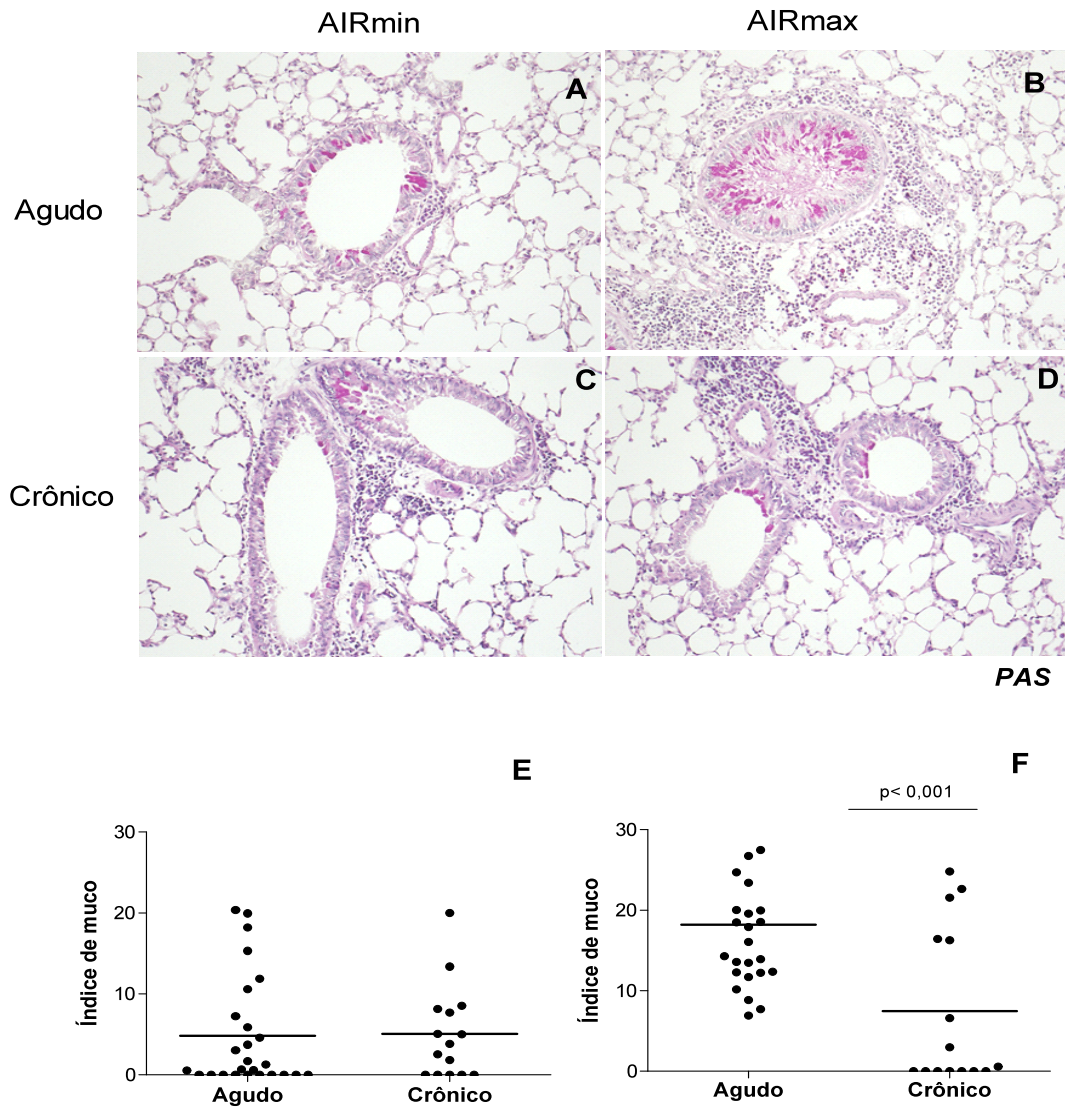 AIRmin
AIRmax
A
B
Agudo
C
D
Crônico
PAS
E
F
p< 0,001
30
20
10
0
Índice de muco
Agudo
Crônico
30
20
10
0
Índice de muco
Agudo
Crônico